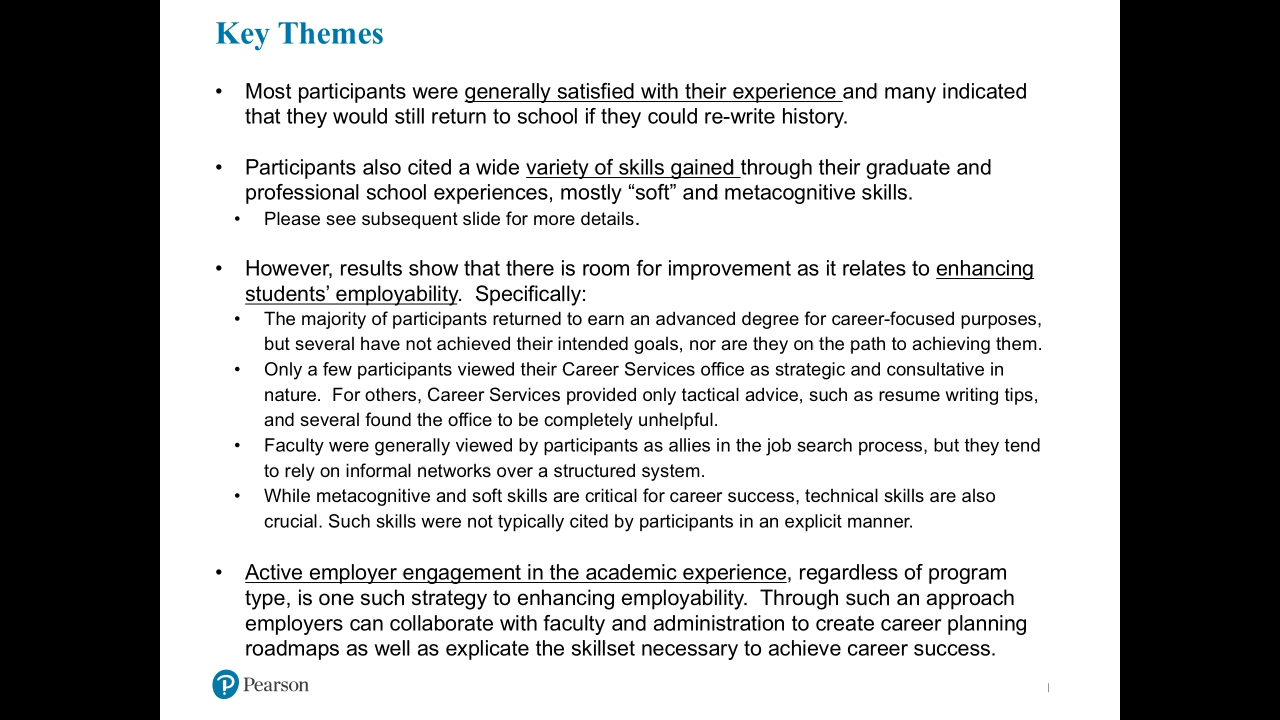 Key Themes
• Most participants were generally satisfied with their experience and many indicated
that they would still return to school if they could re-write history.
• Participants also cited a wide variety of skills gained through their graduate and
professional school experiences, mostly “soft” and metacognitive skills.
• Please see subsequent slide for more details.
• However, results show that there is room for improvement as it relates to enhancing
students’ employability.  Specifically:
• The majority of participants returned to earn an advanced degree for career-focused purposes,
but several have not achieved their intended goals, nor are they on the path to achieving them.
• Only a few participants viewed their Career Services office as strategic and consultative in
nature.  For others, Career Services provided only tactical advice, such as resume writing tips,
and several found the office to be completely unhelpful.
• Faculty were generally viewed by participants as allies in the job search process, but they tend
to rely on informal networks over a structured system.
• While metacognitive and soft skills are critical for career success, technical skills are also
crucial. Such skills were not typically cited by participants in an explicit manner.
• Active employer engagement in the academic experience, regardless of program
type, is one such strategy to enhancing employability.  Through such an approach
employers can collaborate with faculty and administration to create career planning
roadmaps as well as explicate the skillset necessary to achieve career success.
Pearson
|